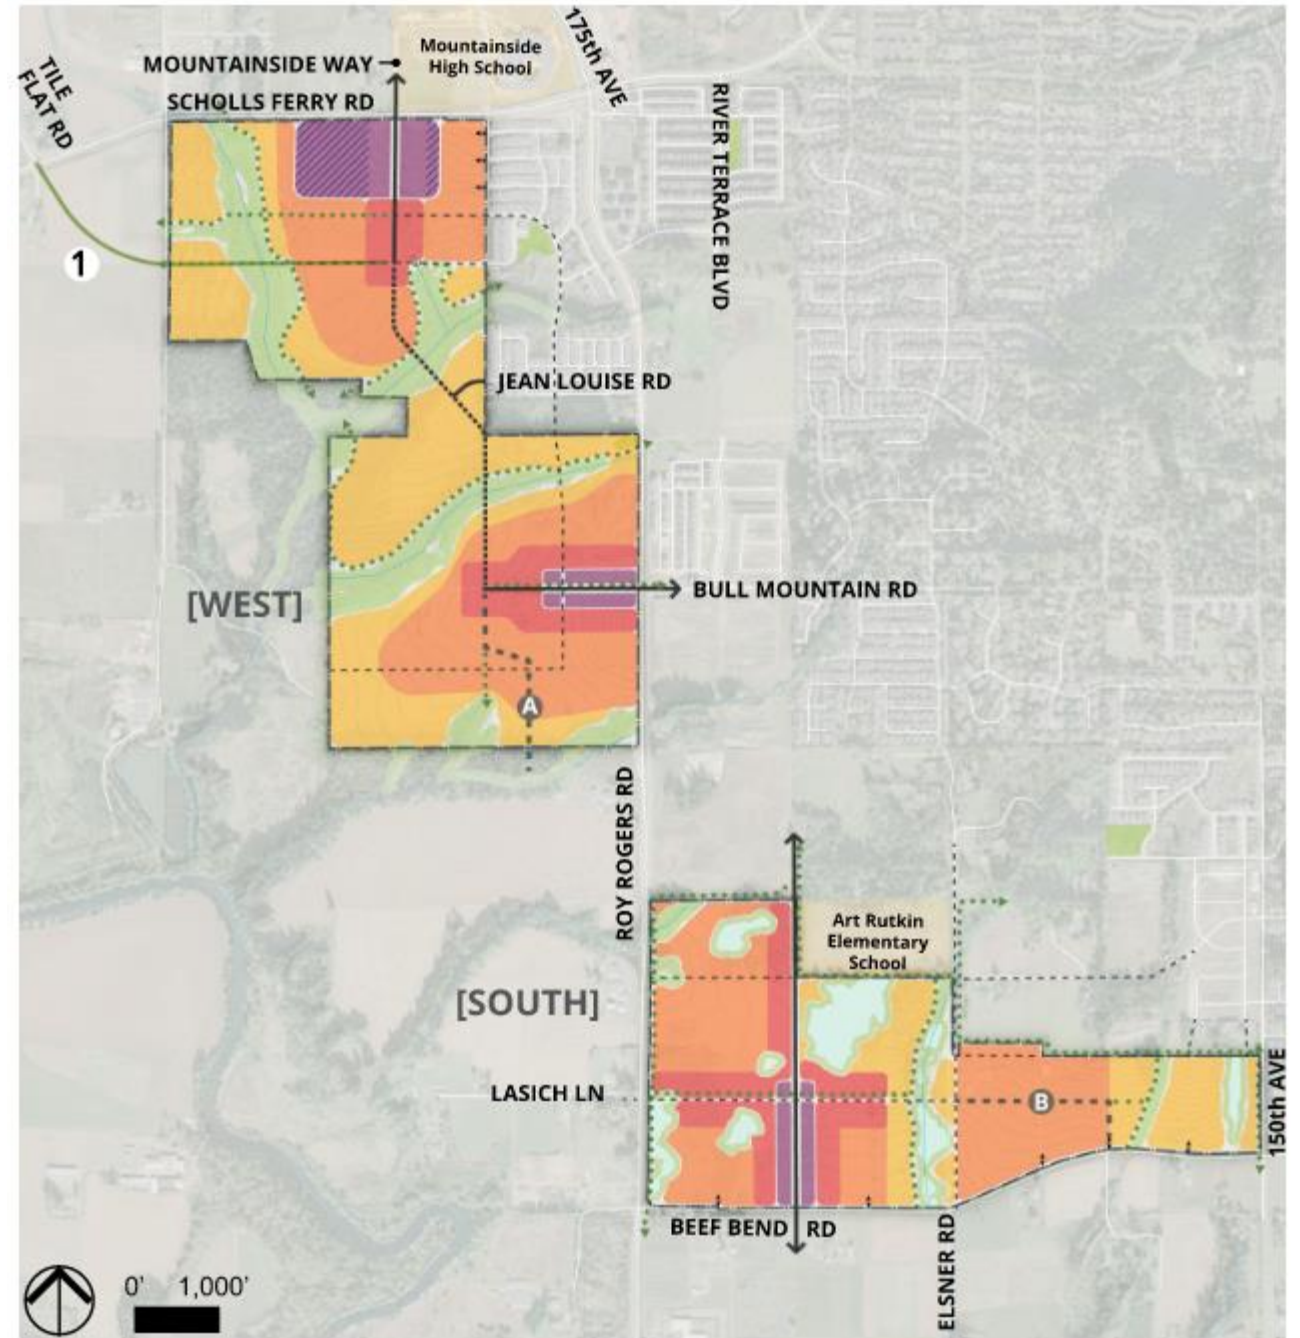 175th AVE
Mountainside
High School
MOUNTAINSIDE WAY
TILE
FLAT RD
SCHOLLS FERRY RD
RIVER TERRACE BLVD
1
JEAN LOUISE RD
[WEST]
BULL MOUNTAIN RD
A
ROY ROGERS RD
Art Rutkin
Elementary
School
[SOUTH]
LASICH LN
B
150th AVE
BEEF BEND RD
ELSNER RD
0' 1,000'